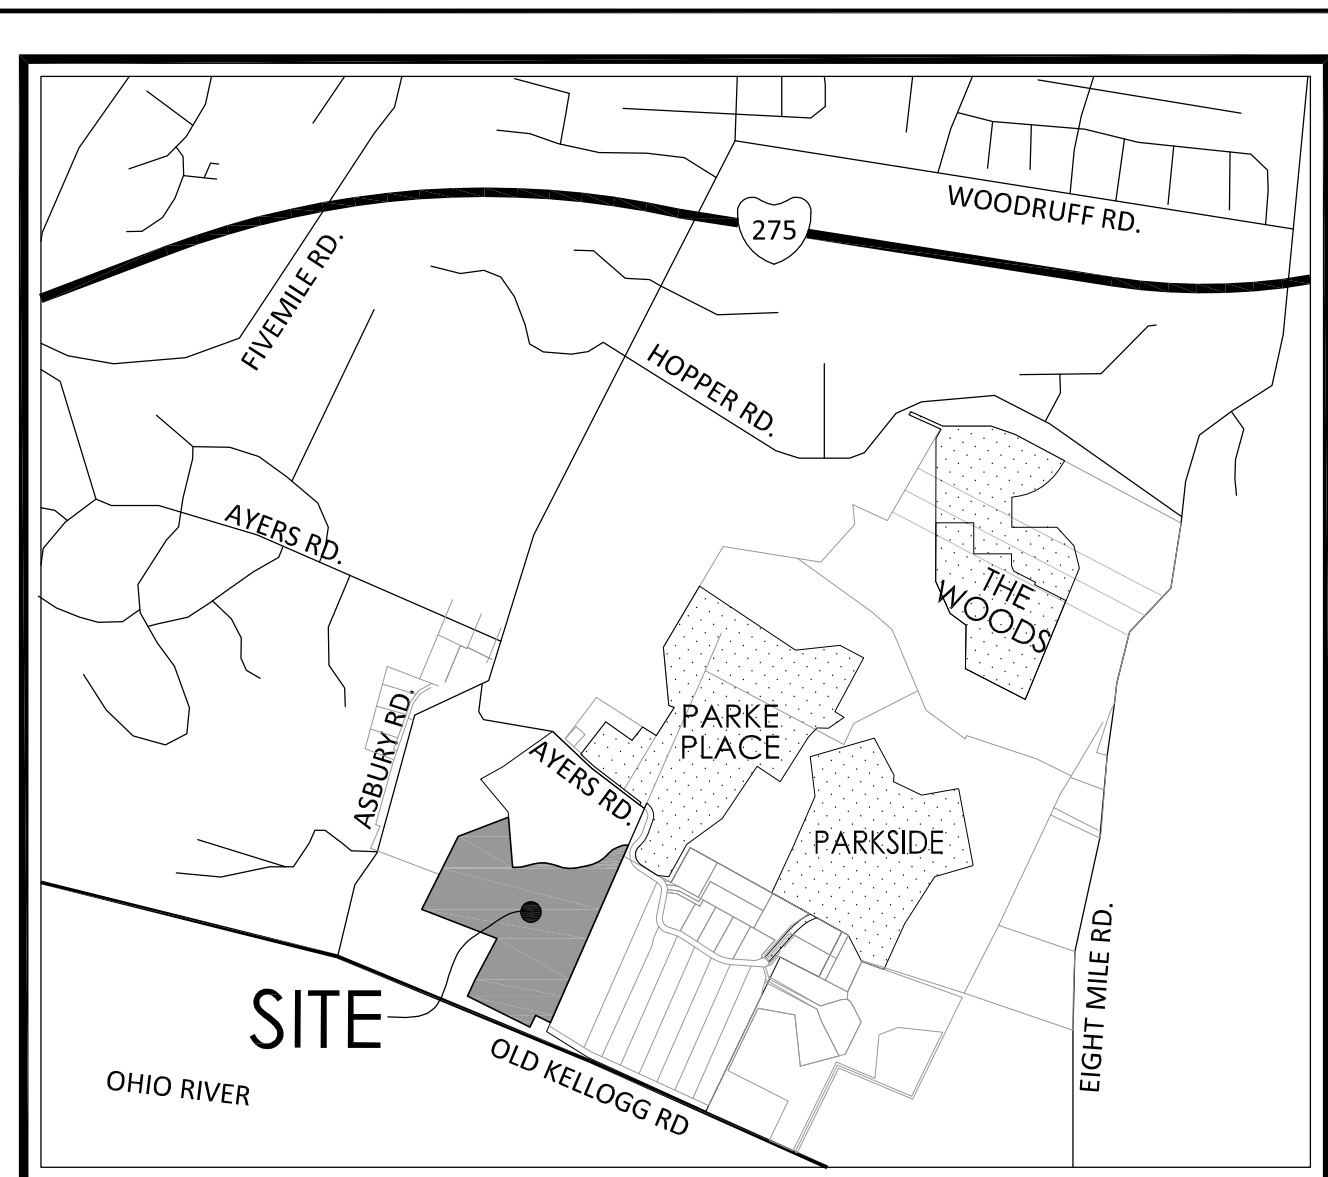 WOODRUFF RD.
275
FIVEMILE RD.
HOPPER RD.
AYERS RD.
THE
WOODS
ASBURY RD.
PARKE
PLACE
AYERS RD.
PARKSIDE
EIGHT MILE RD.
SITE
OLD KELLOGG RD
OHIO RIVER